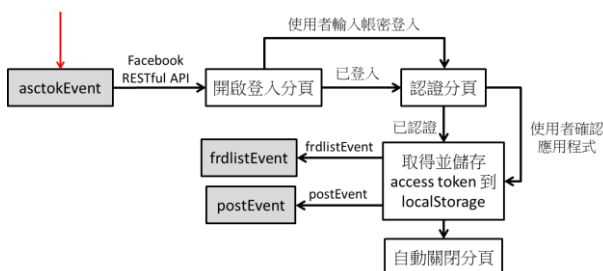 使用者輸入帳密登入
Facebook
RESTful API
asctokEvent
開啟登入分頁
已登入
認證分頁
已認證
使用者確認
應用程式
frdlistEvent
frdlistEvent
取得並儲存
access token 到
localStorage
postEvent
postEvent
自動關閉分頁